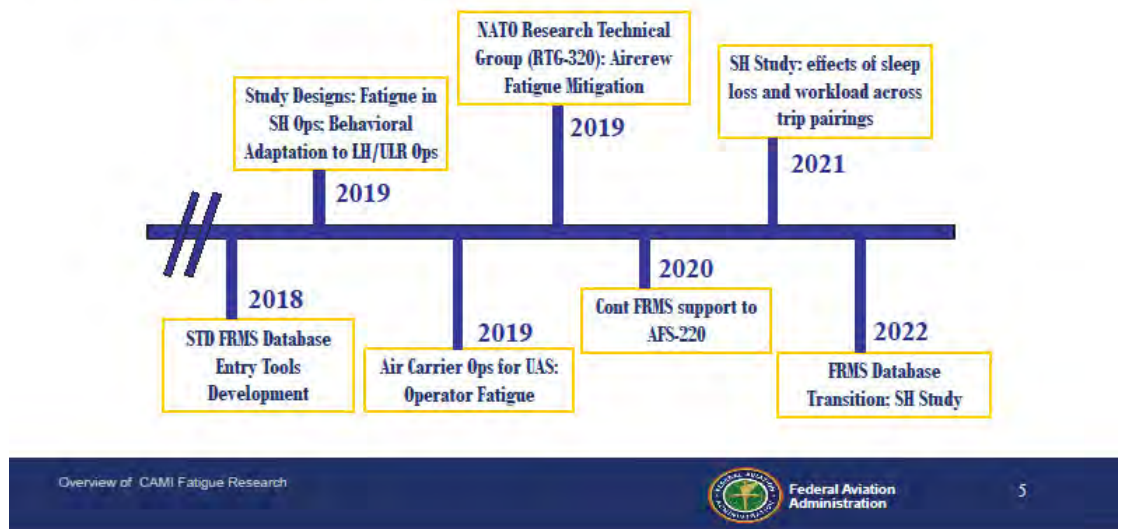 NATO Research Technical
Group (RTG-320): Aircrew
Fatigue Mitigation
2019
SH Study: effects of sleep
loss and workload across
trip pairings
2021
Study Designs: Fatigue in
SH Ops; Behavioral
Adaptation to LH/ULR Ops
2019
2018
STD FRMS Database
Entry Tools
Development
2019
Air Carrier Ops for UAS:
Operator Fatigue
2020
Cont FRMS support to
AFS-220
2022
FRMS Database
Transition; SH Study
Overview of CAMI Fatigue Research
FEDERAL AVIATION
ADMINISTRATION
Federal Aviation
Administration
5